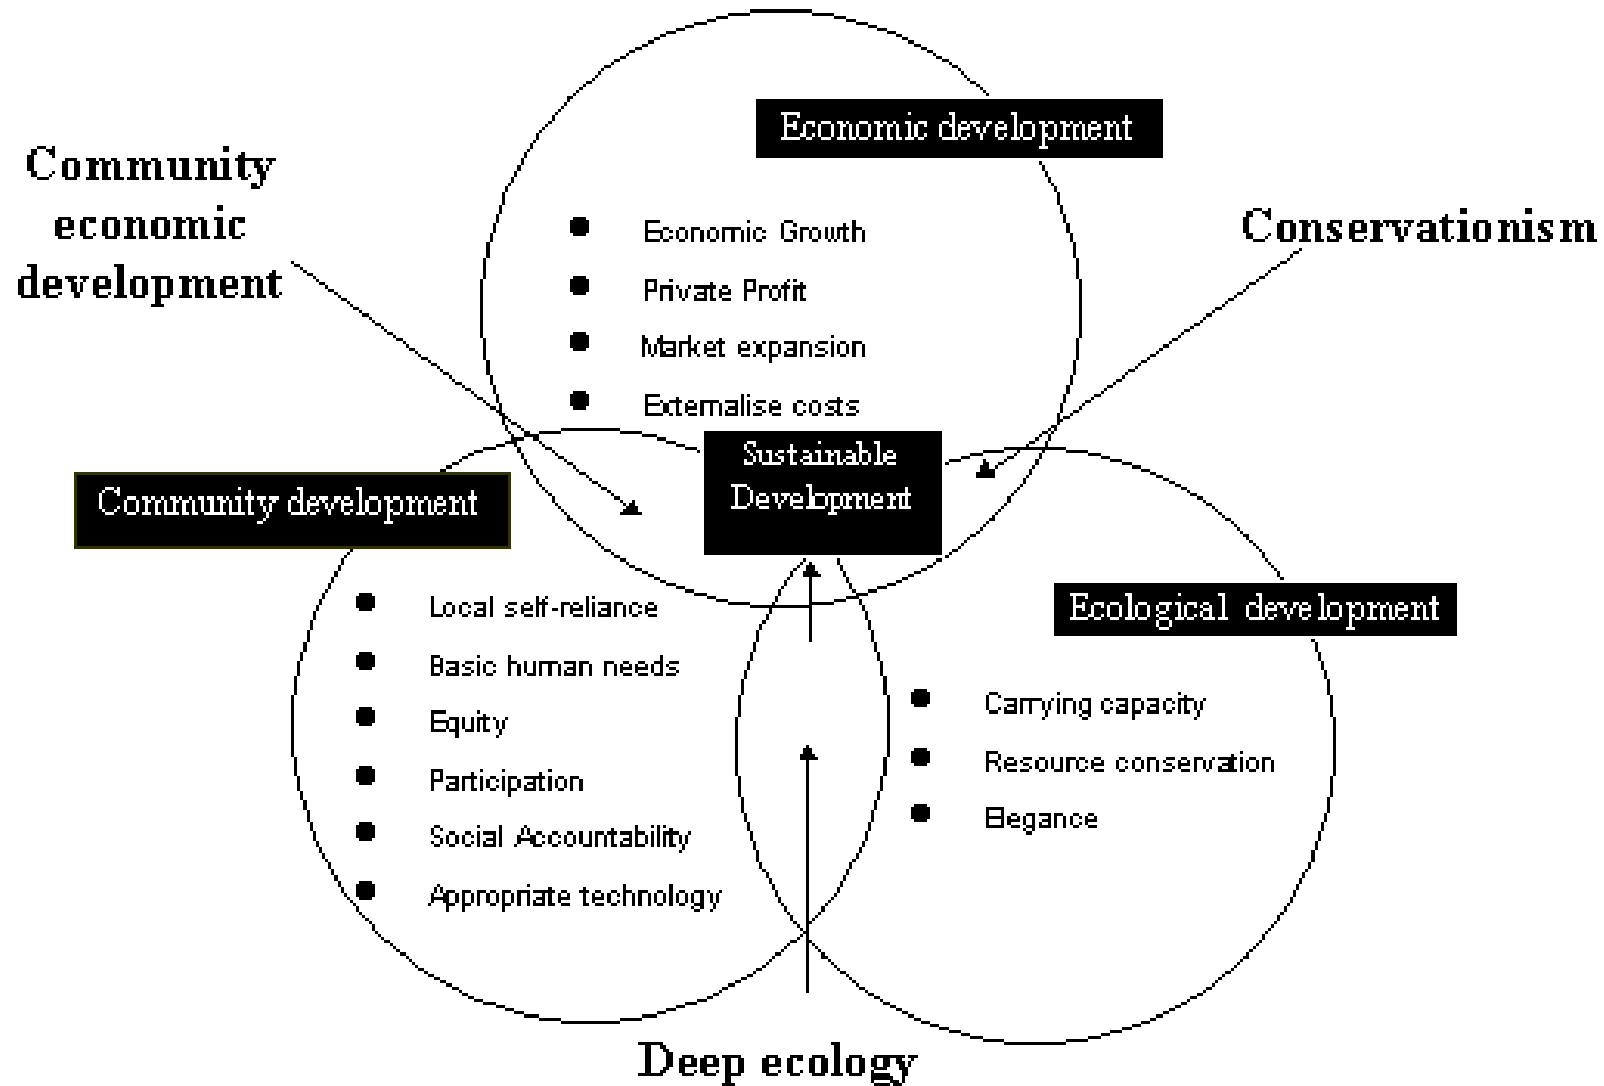 Economic development
Community
economic
development
Conservationism
Economic Growth
Private Profit
Market expansion
Externalise costs
Sustainable
Development
Community development
Ecological development
Local self-reliance
Basic human needs
Equity
Participation
Social Accountability
Appropriate technology
Carrying capacity
Resource conservation
Elegance
Deep ecology